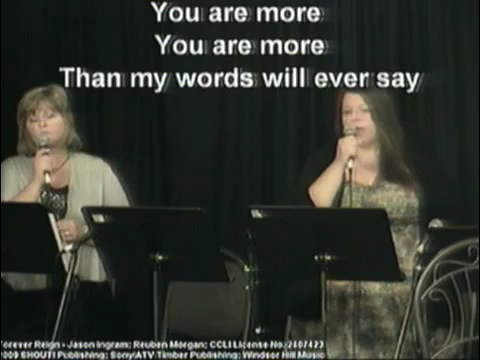 You are more
You are more
Than my words will ever say
Forever Reign - Jason Ingram; Reuben Morgan; CCLI License No. 2107423
2009 SHOUT! Publishing; Sony/ATV Timber Publishing; Windsor Hill Music